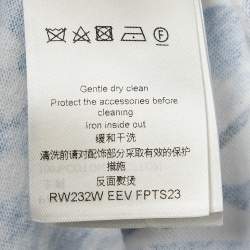 Gentle dry clean
Protect the accessories before
cleaning
Iron inside out
缓和干洗
清洗前请对配饰部分采取有效的保护
措施
反面熨烫
RW232W EEV FPTS23